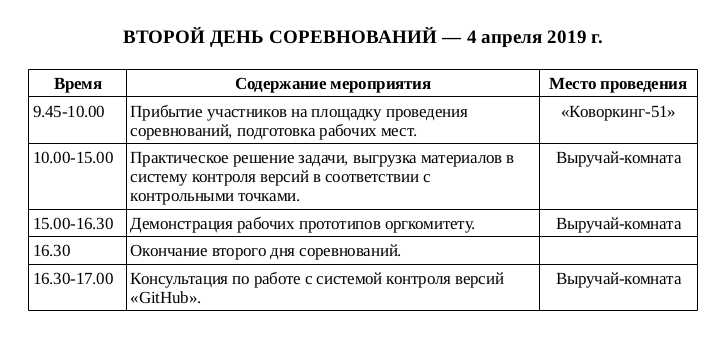 ВТОРОЙ ДЕНЬ СОРЕВНОВАНИЙ — 4 апреля 2019 г.
Время Содержание мероприятия Место проведения
9.45-10.00 Прибытие участников на площадку проведения «Коворкинг-51»
соревнований, подготовка рабочих мест.
10.00-15.00 Практическое решение задачи, выгрузка материалов в Выручай-комната
систему контроля версий в соответствии с
контрольными точками.
15.00-16.30 Демонстрация рабочих прототипов оргкомитету. Выручай-комната
16.30 Окончание второго дня соревнований.
16.30-17.00 Консультация по работе с системой контроля версий Выручай-комната
«GitHub».